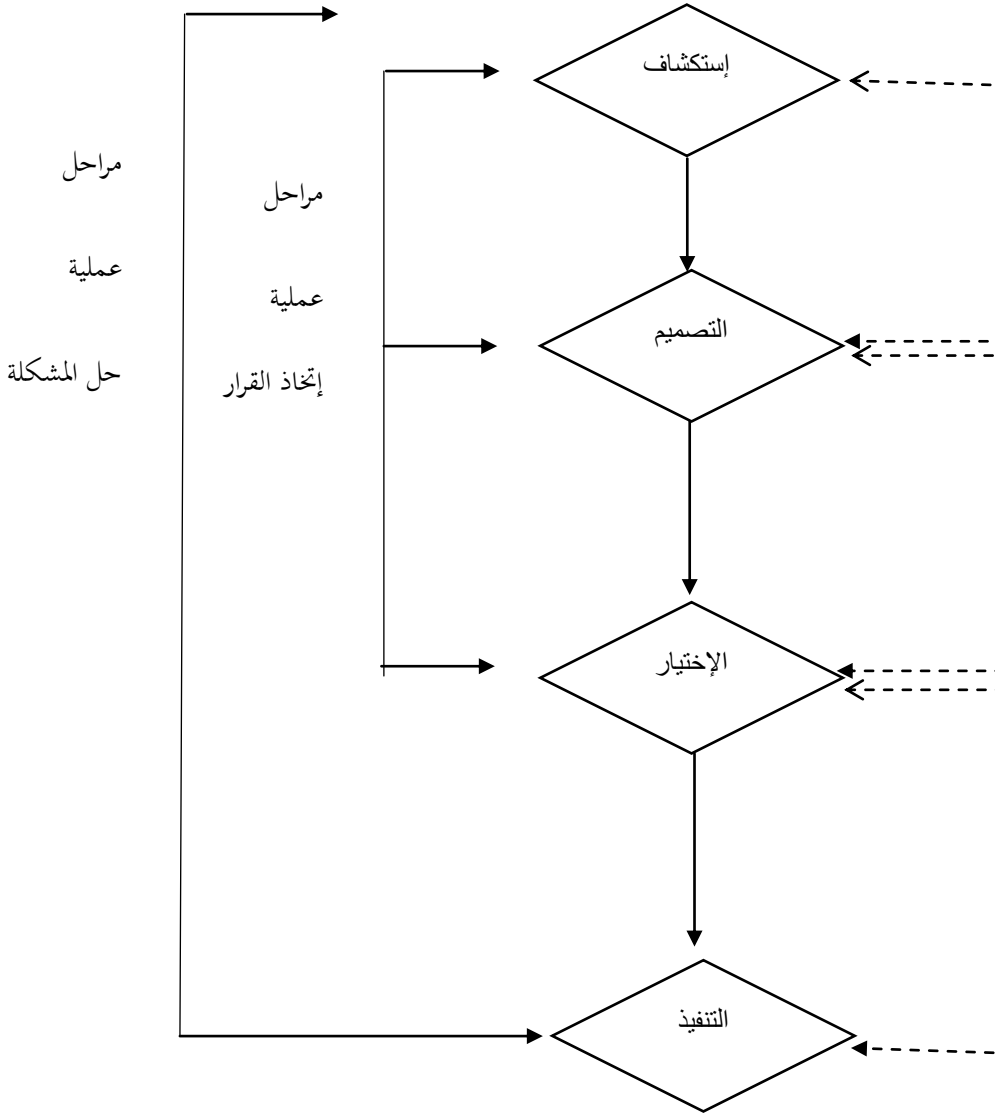 إستكشاف
مراحل
عملية
حل المشكلة
مراحل
عملية
إتخاذ القرار
التصميم
الإختيار
التنفيذ